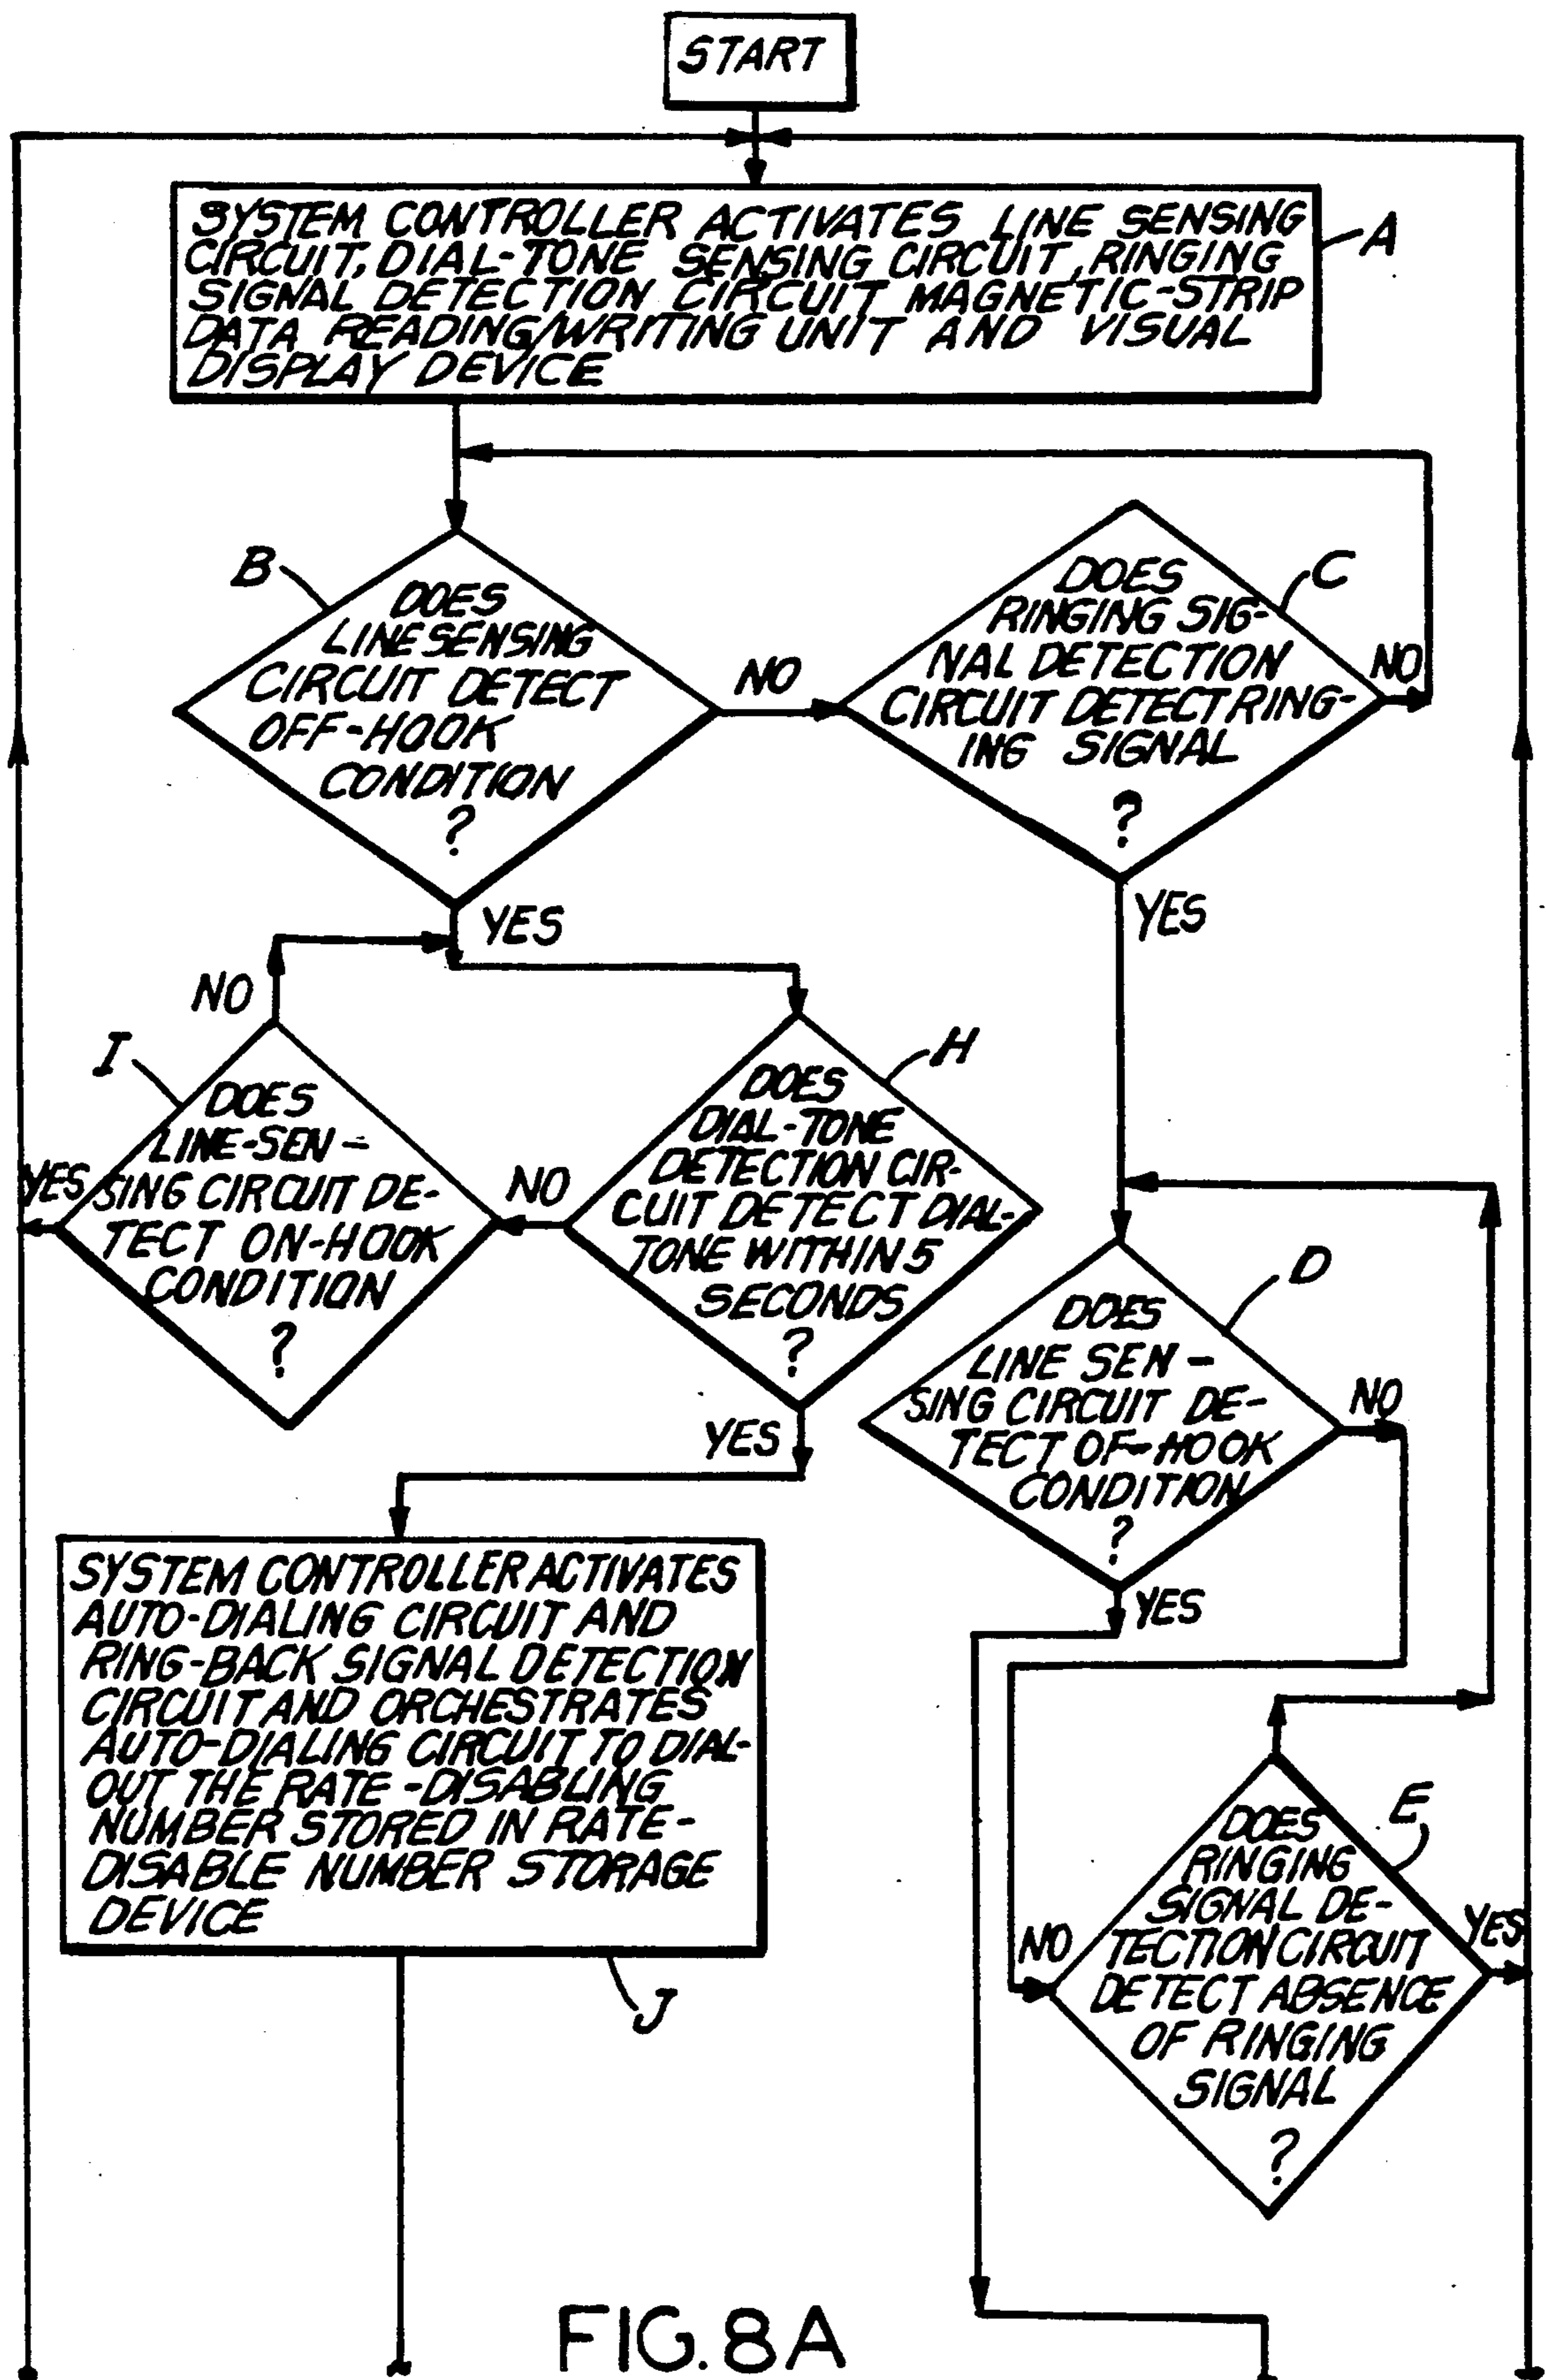 START
SYSTEM CONTROLLER ACTIVATES LINE SENSING
CIRCUIT, DIAL-TONE SENSING CIRCUIT, RINGING
SIGNAL DETECTION CIRCUIT MAGNETIC-STRIP
DATA READING/WRITING UNIT AND VISUAL
DISPLAY DEVICE
A
B
DOES
LINE SENSING
CIRCUIT DETECT
OFF-HOOK
CONDITION
?
NO
YES
C
DOES
RINGING SIG-
NAL DETECTION
CIRCUIT DETECT RING-
ING SIGNAL
?
NO
YES
I
DOES
LINE-SEN-
SING CIRCUIT DE-
TECT ON-HOOK
CONDITION
?
NO
YES
H
DOES
DIAL-TONE
DETECTION CIR-
CUIT DETECT DIAL-
TONE WITHIN 5
SECONDS
?
NO
YES
D
DOES
LINE SEN-
SING CIRCUIT DE-
TECT OF-HOOK
CONDITION
?
NO
YES
SYSTEM CONTROLLER ACTIVATES
AUTO-DIALING CIRCUIT AND
RING-BACK SIGNAL DETECTION
CIRCUIT AND ORCHESTRATES
AUTO-DIALING CIRCUIT TO DIAL-
OUT THE RATE-DISABLING
NUMBER STORED IN RATE-
DISABLE NUMBER STORAGE
DEVICE
J
E
DOES
RINGING
SIGNAL DE-
TECTION CIRCUIT
DETECT ABSENCE
OF RINGING
SIGNAL
?
NO
YES
FIG. 8A